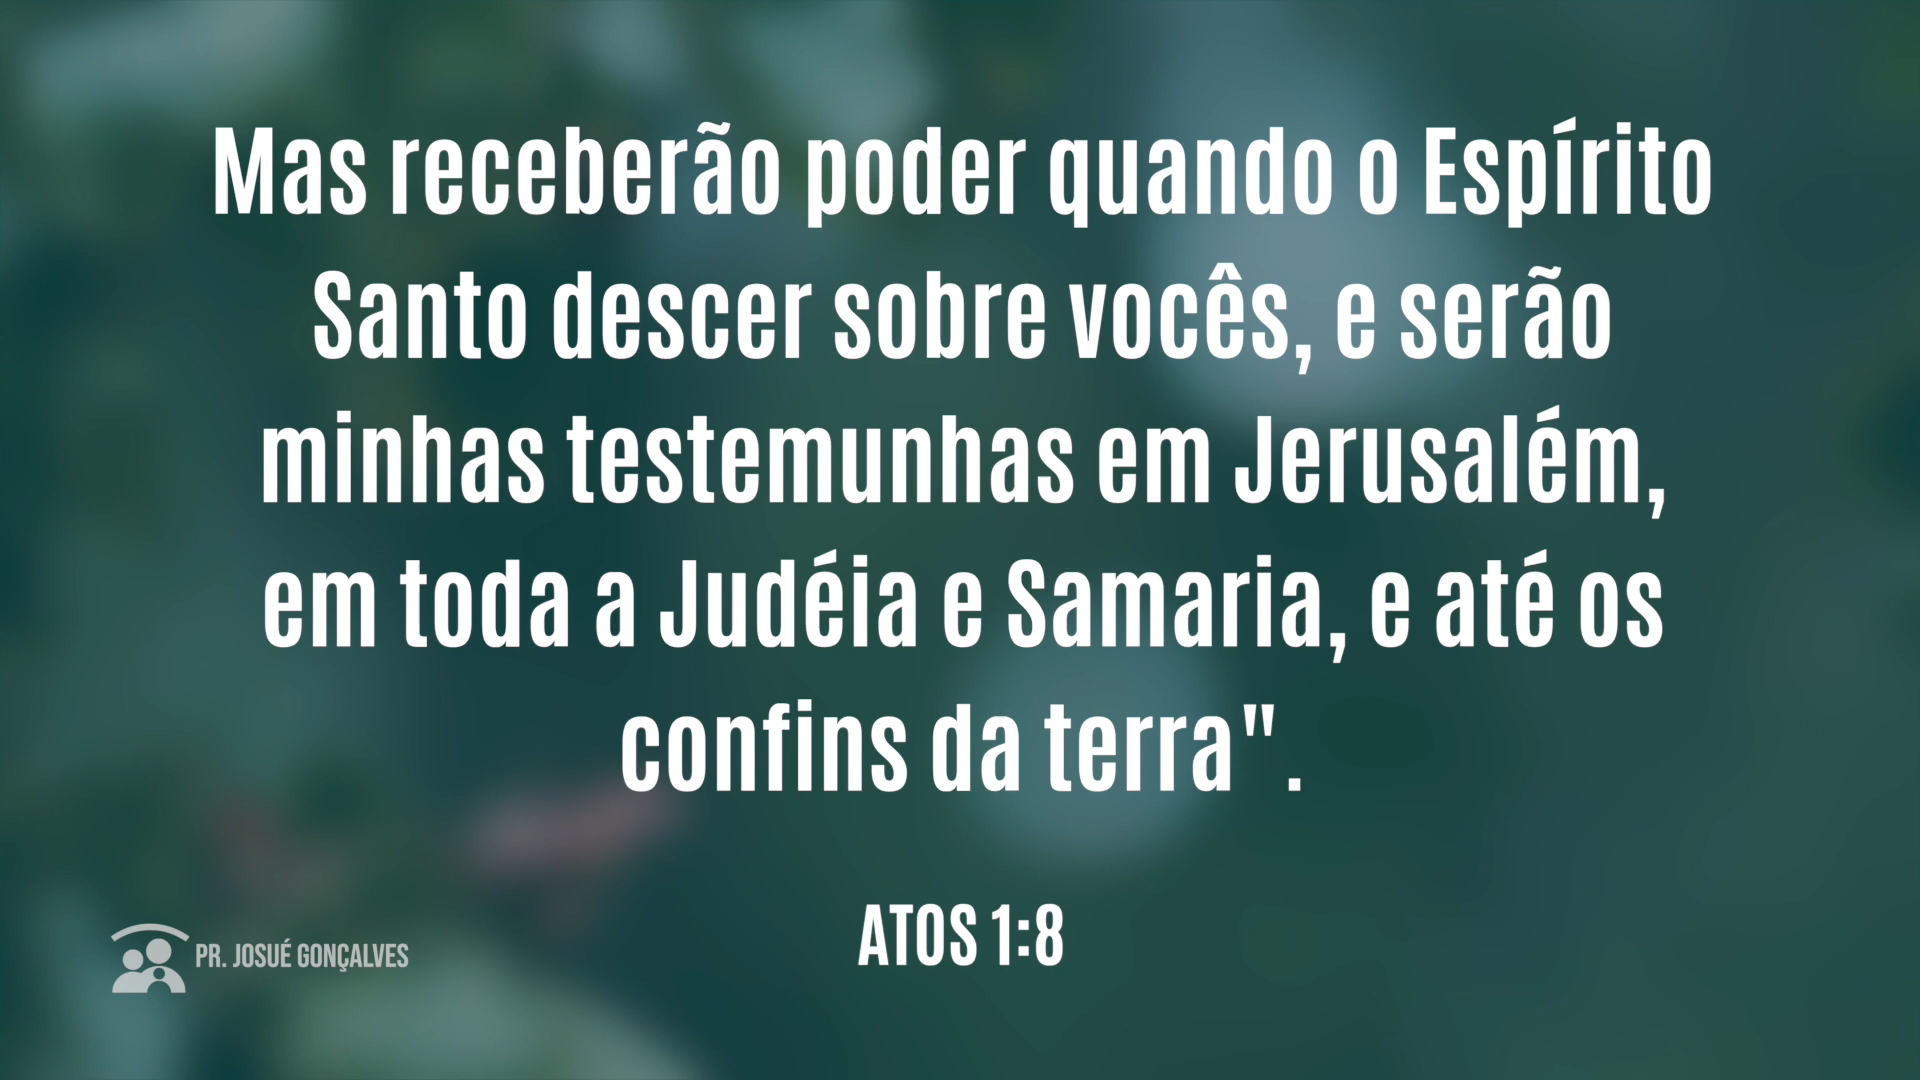 Mas receberão poder quando o Espírito
Santo descer sobre vocês, e serão
minhas testemunhas em Jerusalém,
em toda a Judéia e Samaria, e até os
confins da terra".
ATOS 1:8
PR. JOSUÉ GONÇALVES